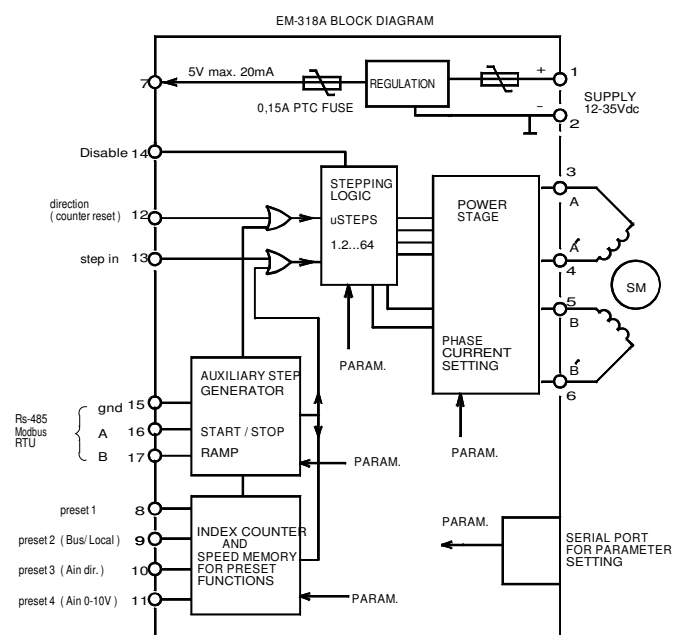 EM-318A BLOCK DIAGRAM
5V max. 20mA
7
0,15A PTC FUSE
REGULATION
+
1
-
2
SUPPLY
12-35Vdc
Disable 14
direction
( counter reset )
12
step in 13
STEPPING
LOGIC
uSTEPS
1.2...64
POWER
STAGE
PHASE
CURRENT
SETTING
3
A
A'
4
5
B
B'
6
SM
PARAM.
PARAM.
AUXILIARY STEP
GENERATOR
START / STOP
RAMP
PARAM.
Rs-485
Modbus
RTU
gnd 15
A 16
B 17
preset 1 8
preset 2 ( Bus/ Local ) 9
preset 3 ( Ain dir. ) 10
preset 4 ( Ain 0-10V ) 11
INDEX COUNTER
AND
SPEED MEMORY
FOR PRESET
FUNCTIONS
PARAM.
PARAM.
SERIAL PORT
FOR PARAMETER
SETTING